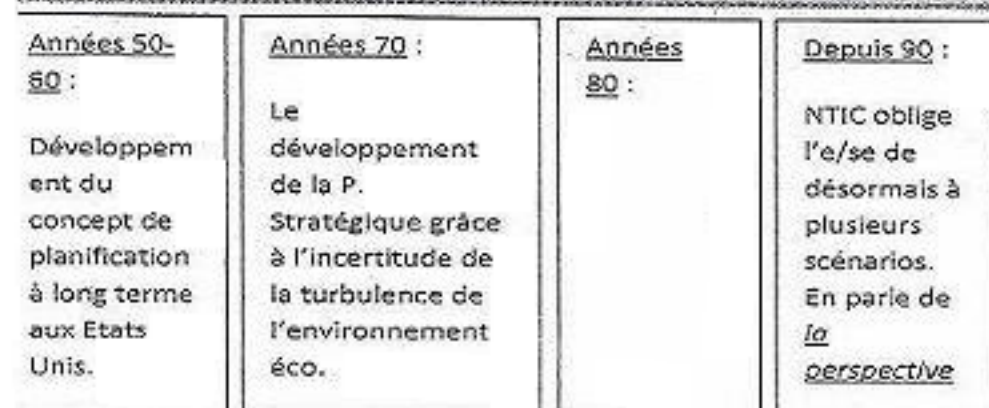 Années 50-
60 :
Développem
ent du
concept de
planification
à long terme
aux Etats
Unis.
Années 70 :
Le
développement
de la P.
Stratégique grâce
à l'incertitude de
la turbulence de
l'environnement
éco.
Années
80 :
Depuis 90 :
NTIC oblige
l'e/se de
désormais à
plusieurs
scénarios.
En parle de
la
perspective